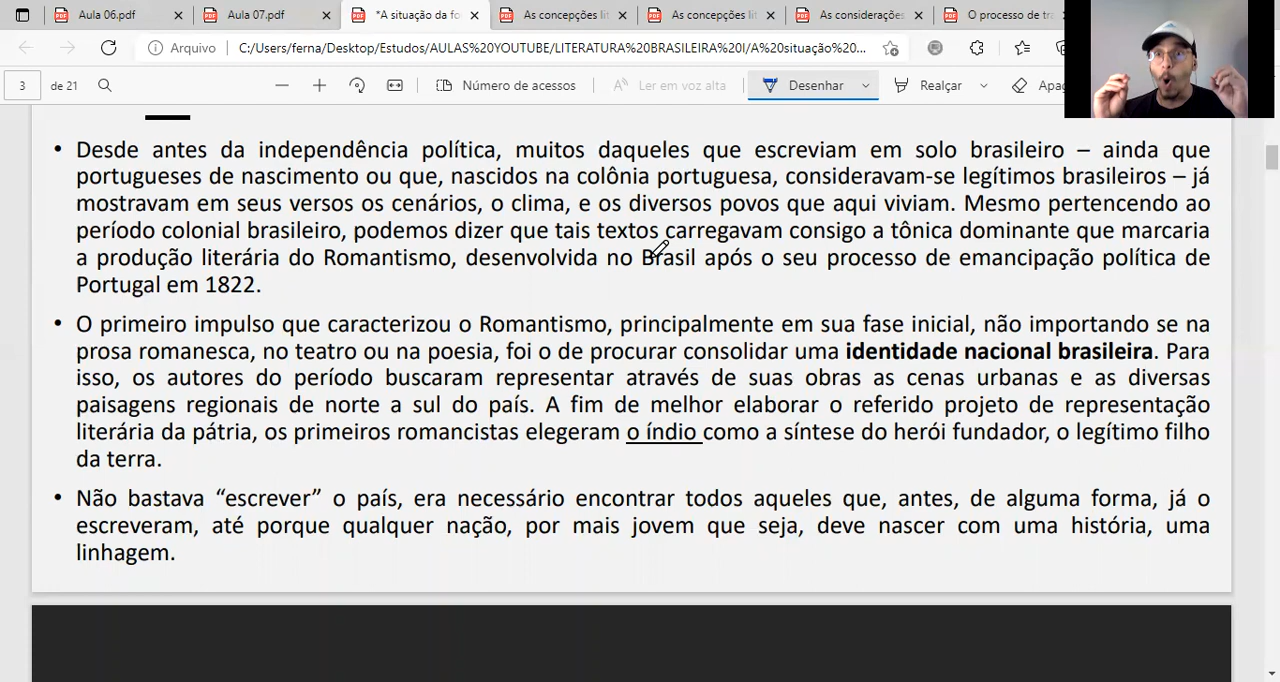 Aula 06.pdf
Aula 07.pdf
*A situação da fo
As concepções lit
As concepções lit
As considerações
O processo de tra
Arquivo
C:/Users/ferna/Desktop/Estudos/AULAS%20YOUTUBE/LITERATURA%20BRASILEIRA%20I/A%20situação%20...
3 de 21
Número de acessos
Ler em voz alta
Desenhar
Realçar
Apag
• Desde antes da independência política, muitos daqueles que escreviam em solo brasileiro – ainda que
portugueses de nascimento ou que, nascidos na colônia portuguesa, consideravam-se legítimos brasileiros – já
mostravam em seus versos os cenários, o clima, e os diversos povos que aqui viviam. Mesmo pertencendo ao
período colonial brasileiro, podemos dizer que tais textos carregavam consigo a tônica dominante que marcaria
a produção literária do Romantismo, desenvolvida no Brasil após o seu processo de emancipação política de
Portugal em 1822.
• O primeiro impulso que caracterizou o Romantismo, principalmente em sua fase inicial, não importando se na
prosa romanesca, no teatro ou na poesia, foi o de procurar consolidar uma identidade nacional brasileira. Para
isso, os autores do período buscaram representar através de suas obras as cenas urbanas e as diversas
paisagens regionais de norte a sul do país. A fim de melhor elaborar o referido projeto de representação
literária da pátria, os primeiros romancistas elegeram o índio como a síntese do herói fundador, o legítimo filho
da terra.
• Não bastava “escrever” o país, era necessário encontrar todos aqueles que, antes, de alguma forma, já o
escreveram, até porque qualquer nação, por mais jovem que seja, deve nascer com uma história, uma
linhagem.